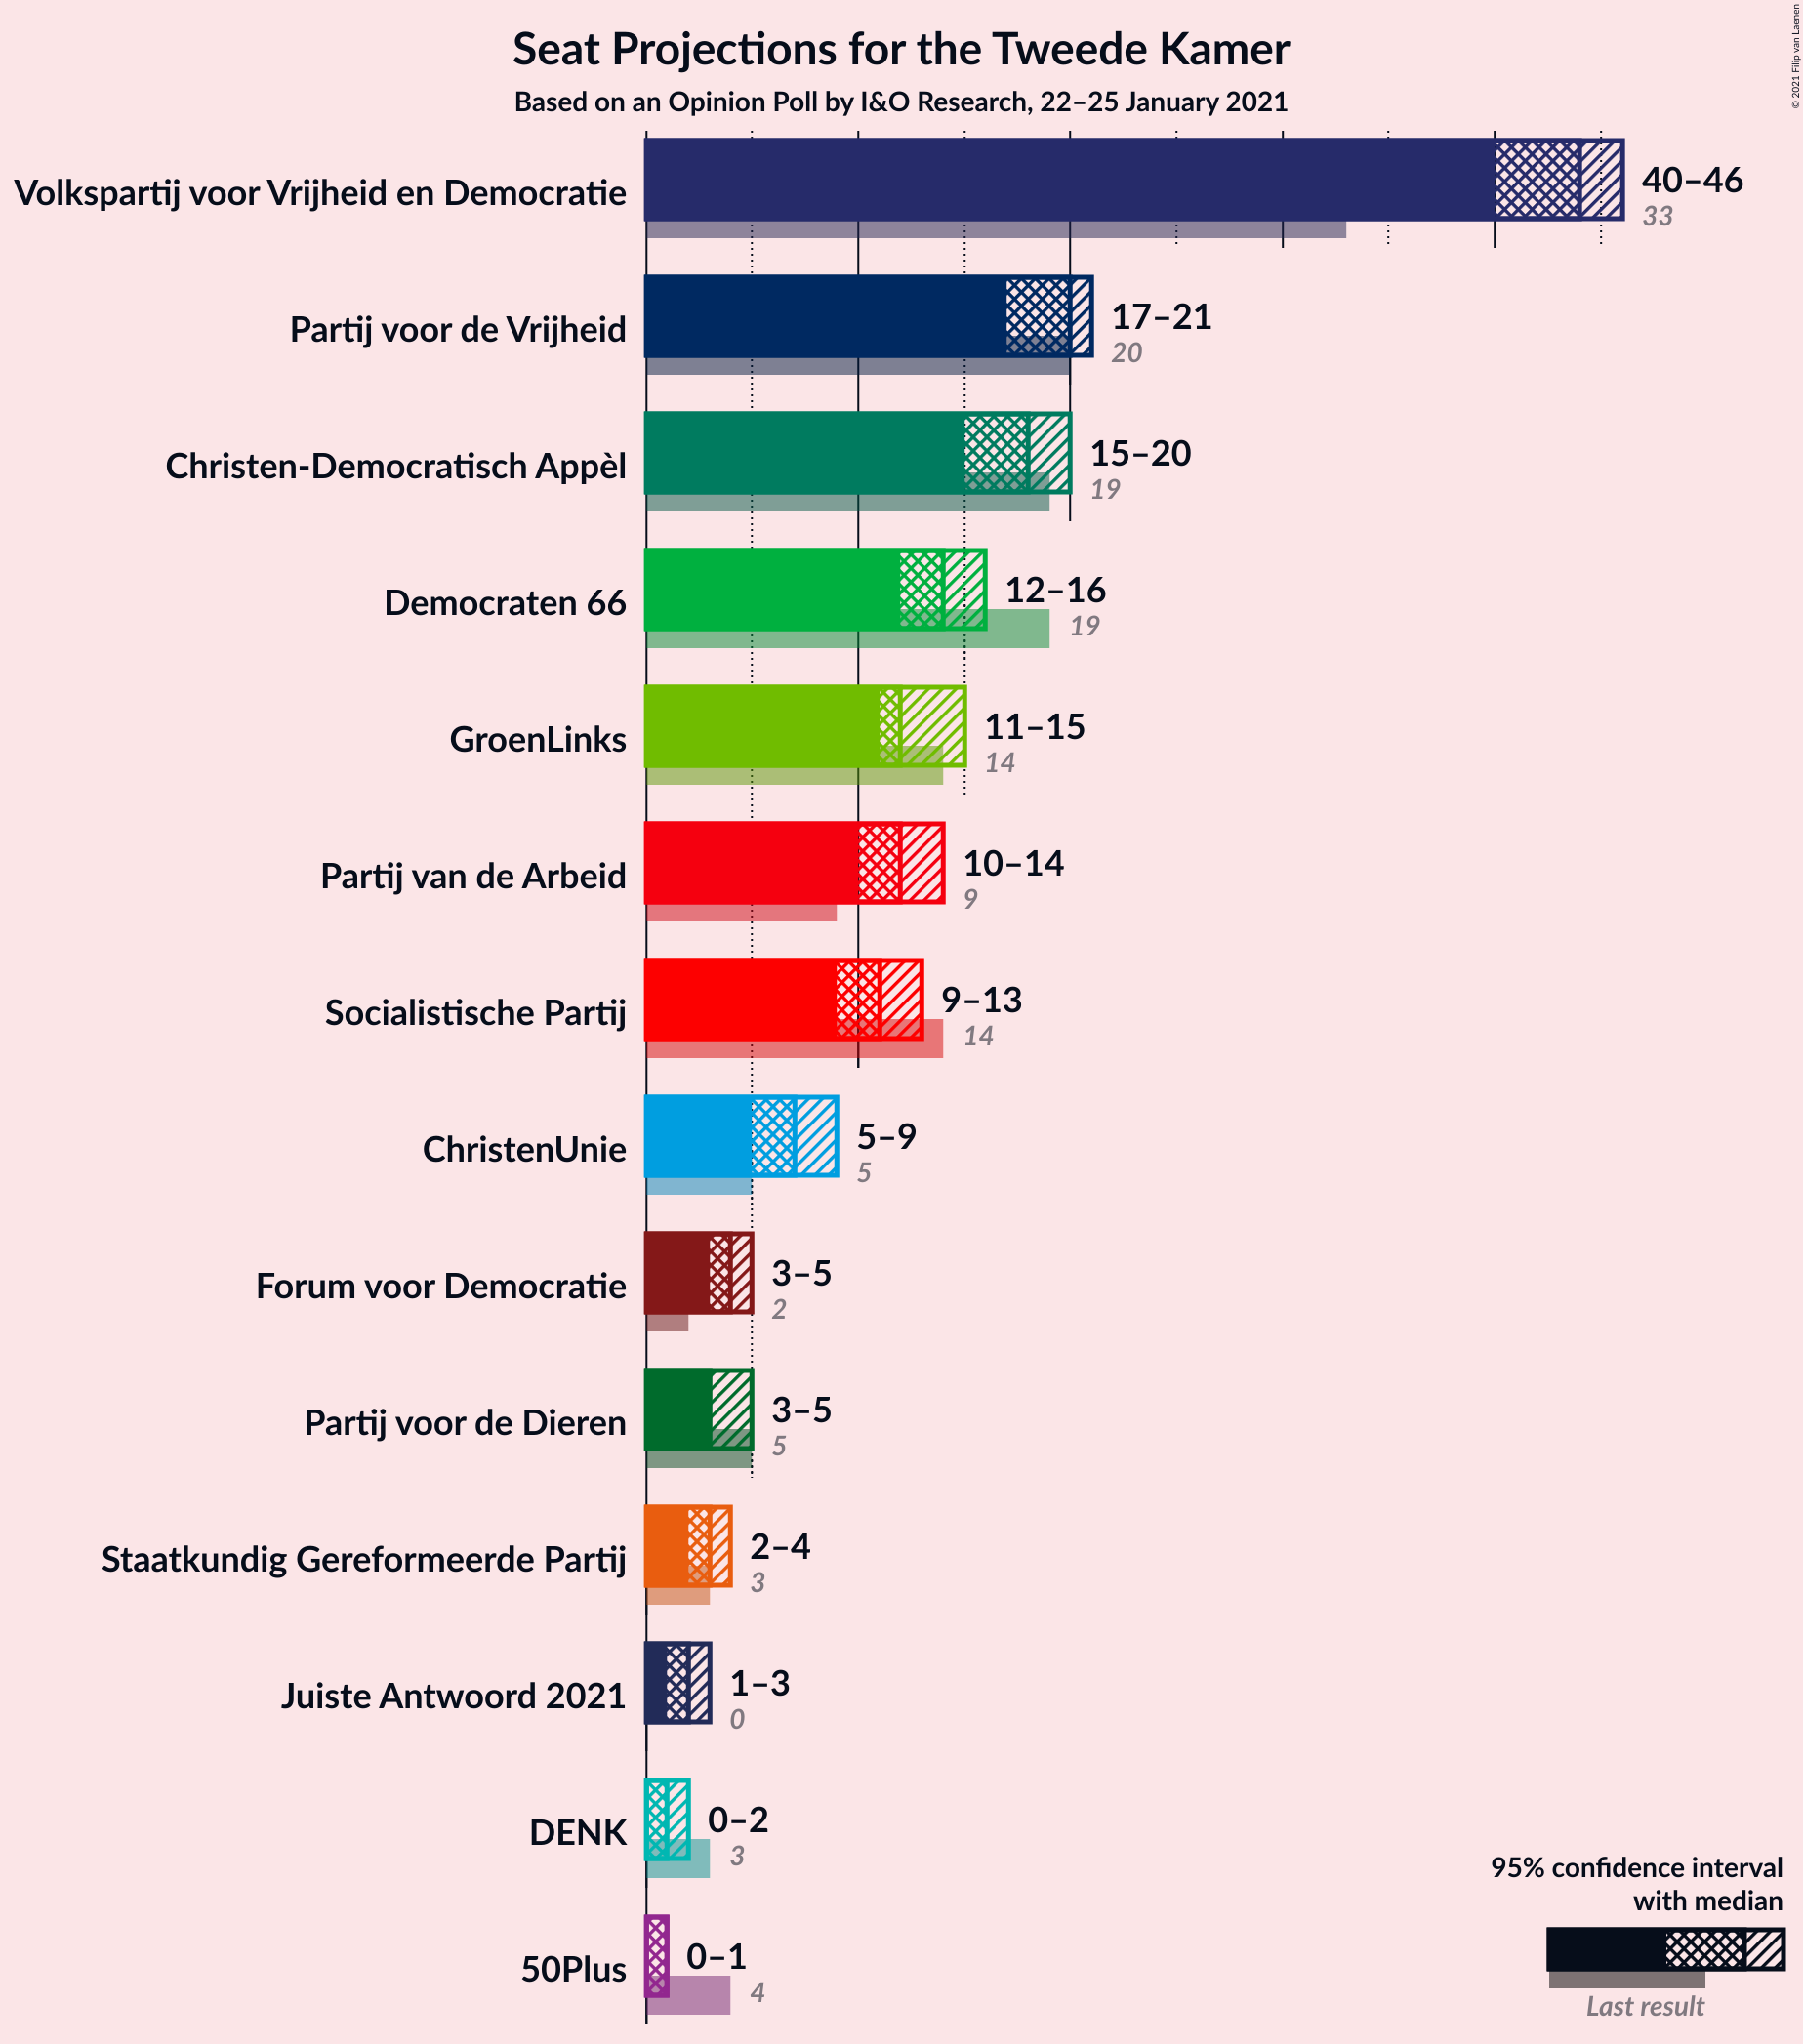 Seat Projections for the Tweede Kamer
Based on an Opinion Poll by I&O Research, 22–25 January 2021
© 2021 Filip van Laenen
Volkspartij voor Vrijheid en Democratie
40–46
33
Partij voor de Vrijheid
17–21
20
Christen-Democratisch Appèl
15–20
19
Democraten 66
12–16
19
GroenLinks
11–15
14
Partij van de Arbeid
10–14
9
Socialistische Partij
9–13
14
ChristenUnie
5–9
5
Forum voor Democratie
3–5
2
Partij voor de Dieren
3–5
5
Staatkundig Gereformeerde Partij
2–4
3
Juiste Antwoord 2021
1–3
0
DENK
0–2
3
50Plus
0–1
4
95% confidence interval
with median
Last result